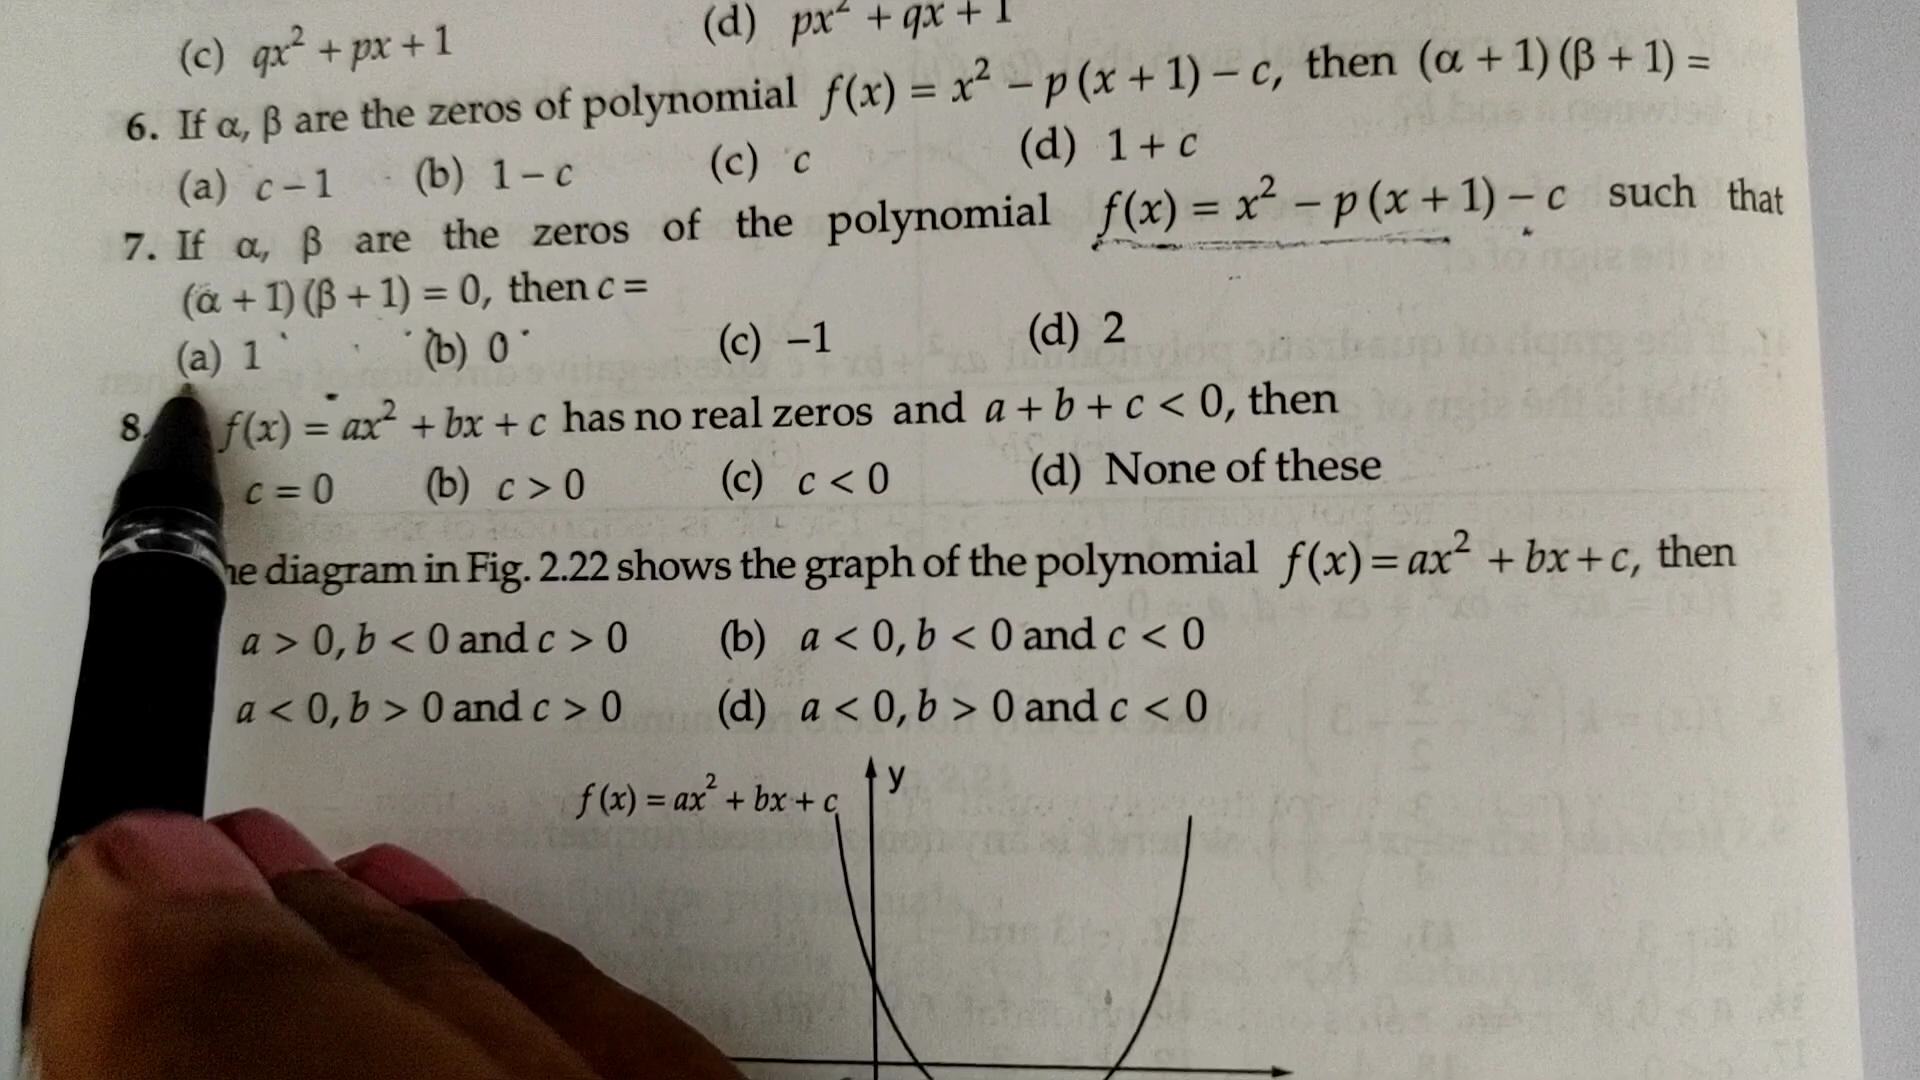 (c) qx² + px + 1 (d) px² + qx + 1
6. If α, β are the zeros of polynomial f(x) = x² – p (x + 1) – c, then (α + 1) (β + 1) =
(a) c – 1 (b) 1 – c (c) c (d) 1 + c
7. If α, β are the zeros of the polynomial f(x) = x² – p (x + 1) – c such that
(α + 1) (β + 1) = 0, then c =
(a) 1 (b) 0 (c) –1 (d) 2
8. f(x) = ax² + bx + c has no real zeros and a + b + c < 0, then
c = 0 (b) c > 0 (c) c < 0 (d) None of these
he diagram in Fig. 2.22 shows the graph of the polynomial f(x) = ax² + bx + c, then
a > 0, b < 0 and c > 0 (b) a < 0, b < 0 and c < 0
a < 0, b > 0 and c > 0 (d) a < 0, b > 0 and c < 0
f (x) = ax² + bx + c y